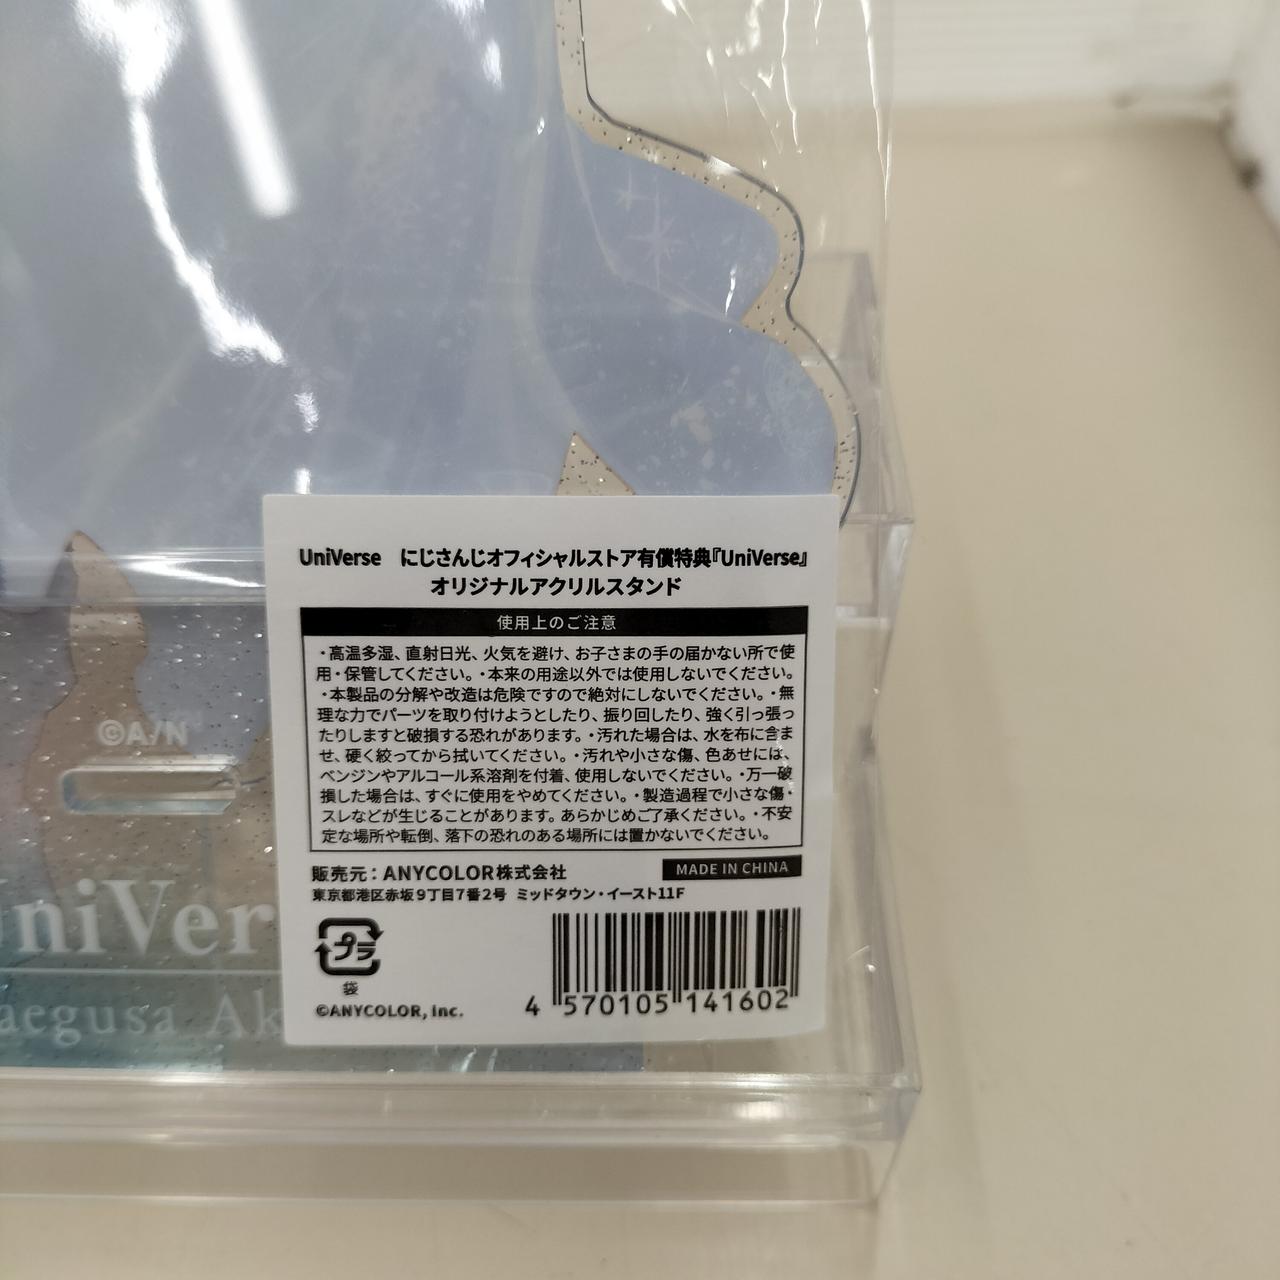 UniVerse にじさんじオフィシャルストア有償特典『UniVerse』
オリジナルアクリルスタンド
使用上のご注意
・高温多湿、直射日光、火気を避け、お子さまの手の届かない所で使
用・保管してください。・本来の用途以外では使用しないでください。
・本製品の分解や改造は危険ですので絶対にしないでください。・無
理な力でパーツを取り付けようとしたり、振り回したり、強く引っ張っ
たりしますと破損する恐れがあります。・汚れた場合は、水を布に含ま
せ、硬く絞ってから拭いてください。・汚れや小さな傷、色あせには、
ベンジンやアルコール系溶剤を付着、使用しないでください。・万一破
損した場合は、すぐに使用をやめてください。・製造過程で小さな傷・
スレなどが生じることがあります。あらかじめご了承ください。・不安
定な場所や転倒、落下の恐れのある場所には置かないでください。
販売元：ANYCOLOR株式会社 MADE IN CHINA
東京都港区赤坂9丁目7番2号 ミッドタウン・イースト11F
プラ
袋
©ANYCOLOR, Inc.
4 570105 141602
©A/N
UniVer
aegusa Ak